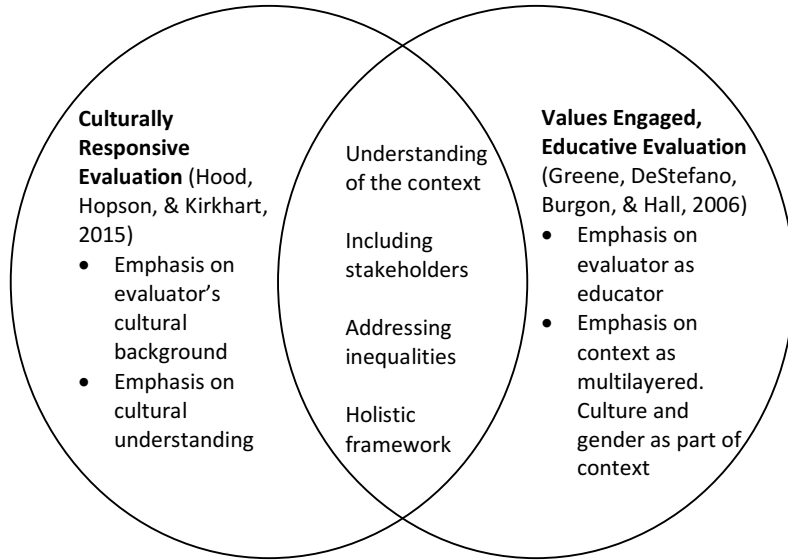 Culturally
Responsive
Evaluation (Hood,
Hopson, & Kirkhart,
2015)
• Emphasis on
evaluator’s
cultural
background
• Emphasis on
cultural
understanding
Understanding
of the context
Including
stakeholders
Addressing
inequalities
Holistic
framework
Values Engaged,
Educative Evaluation
(Greene, DeStefano,
Burgon, & Hall, 2006)
• Emphasis on
evaluator as
educator
• Emphasis on
context as
multilayered.
Culture and
gender as part of
context